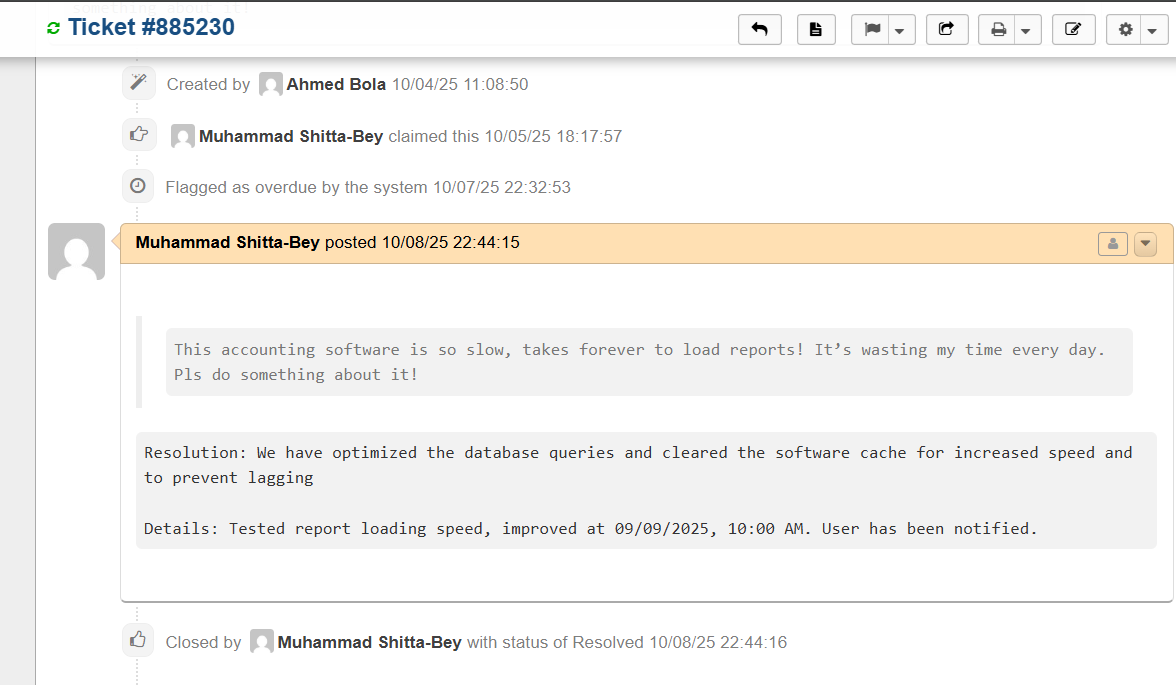 something about it!
Ticket #885230
Created by Ahmed Bola 10/04/25 11:08:50
Muhammad Shitta-Bey claimed this 10/05/25 18:17:57
Flagged as overdue by the system 10/07/25 22:32:53
Muhammad Shitta-Bey posted 10/08/25 22:44:15
This accounting software is so slow, takes forever to load reports! It’s wasting my time every day.
Pls do something about it!
Resolution: We have optimized the database queries and cleared the software cache for increased speed and
to prevent lagging
Details: Tested report loading speed, improved at 09/09/2025, 10:00 AM. User has been notified.
Closed by Muhammad Shitta-Bey with status of Resolved 10/08/25 22:44:16